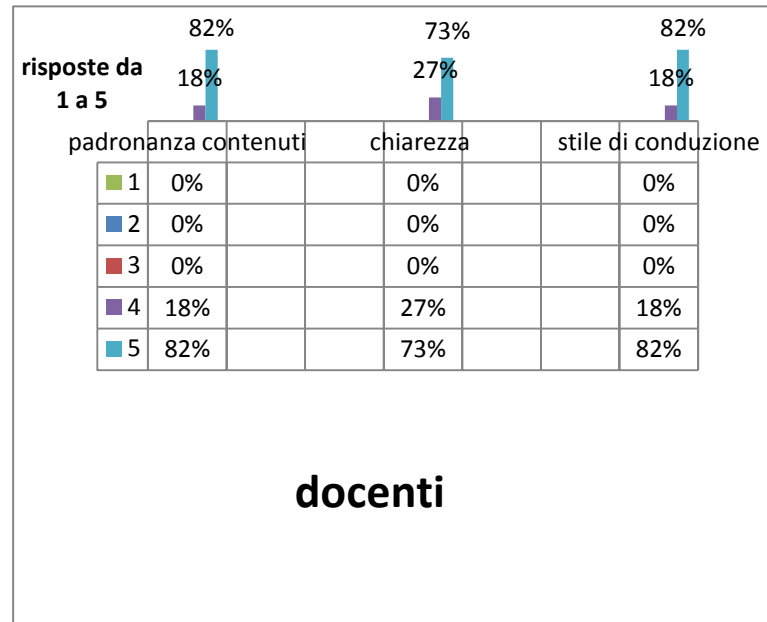 82% 73% 82%
risposte da
1 a 5
18% 27% 18%
padronanza contenuti chiarezza stile di conduzione
1 0% 0% 0%
2 0% 0% 0%
3 0% 0% 0%
4 18% 27% 18%
5 82% 73% 82%
docenti